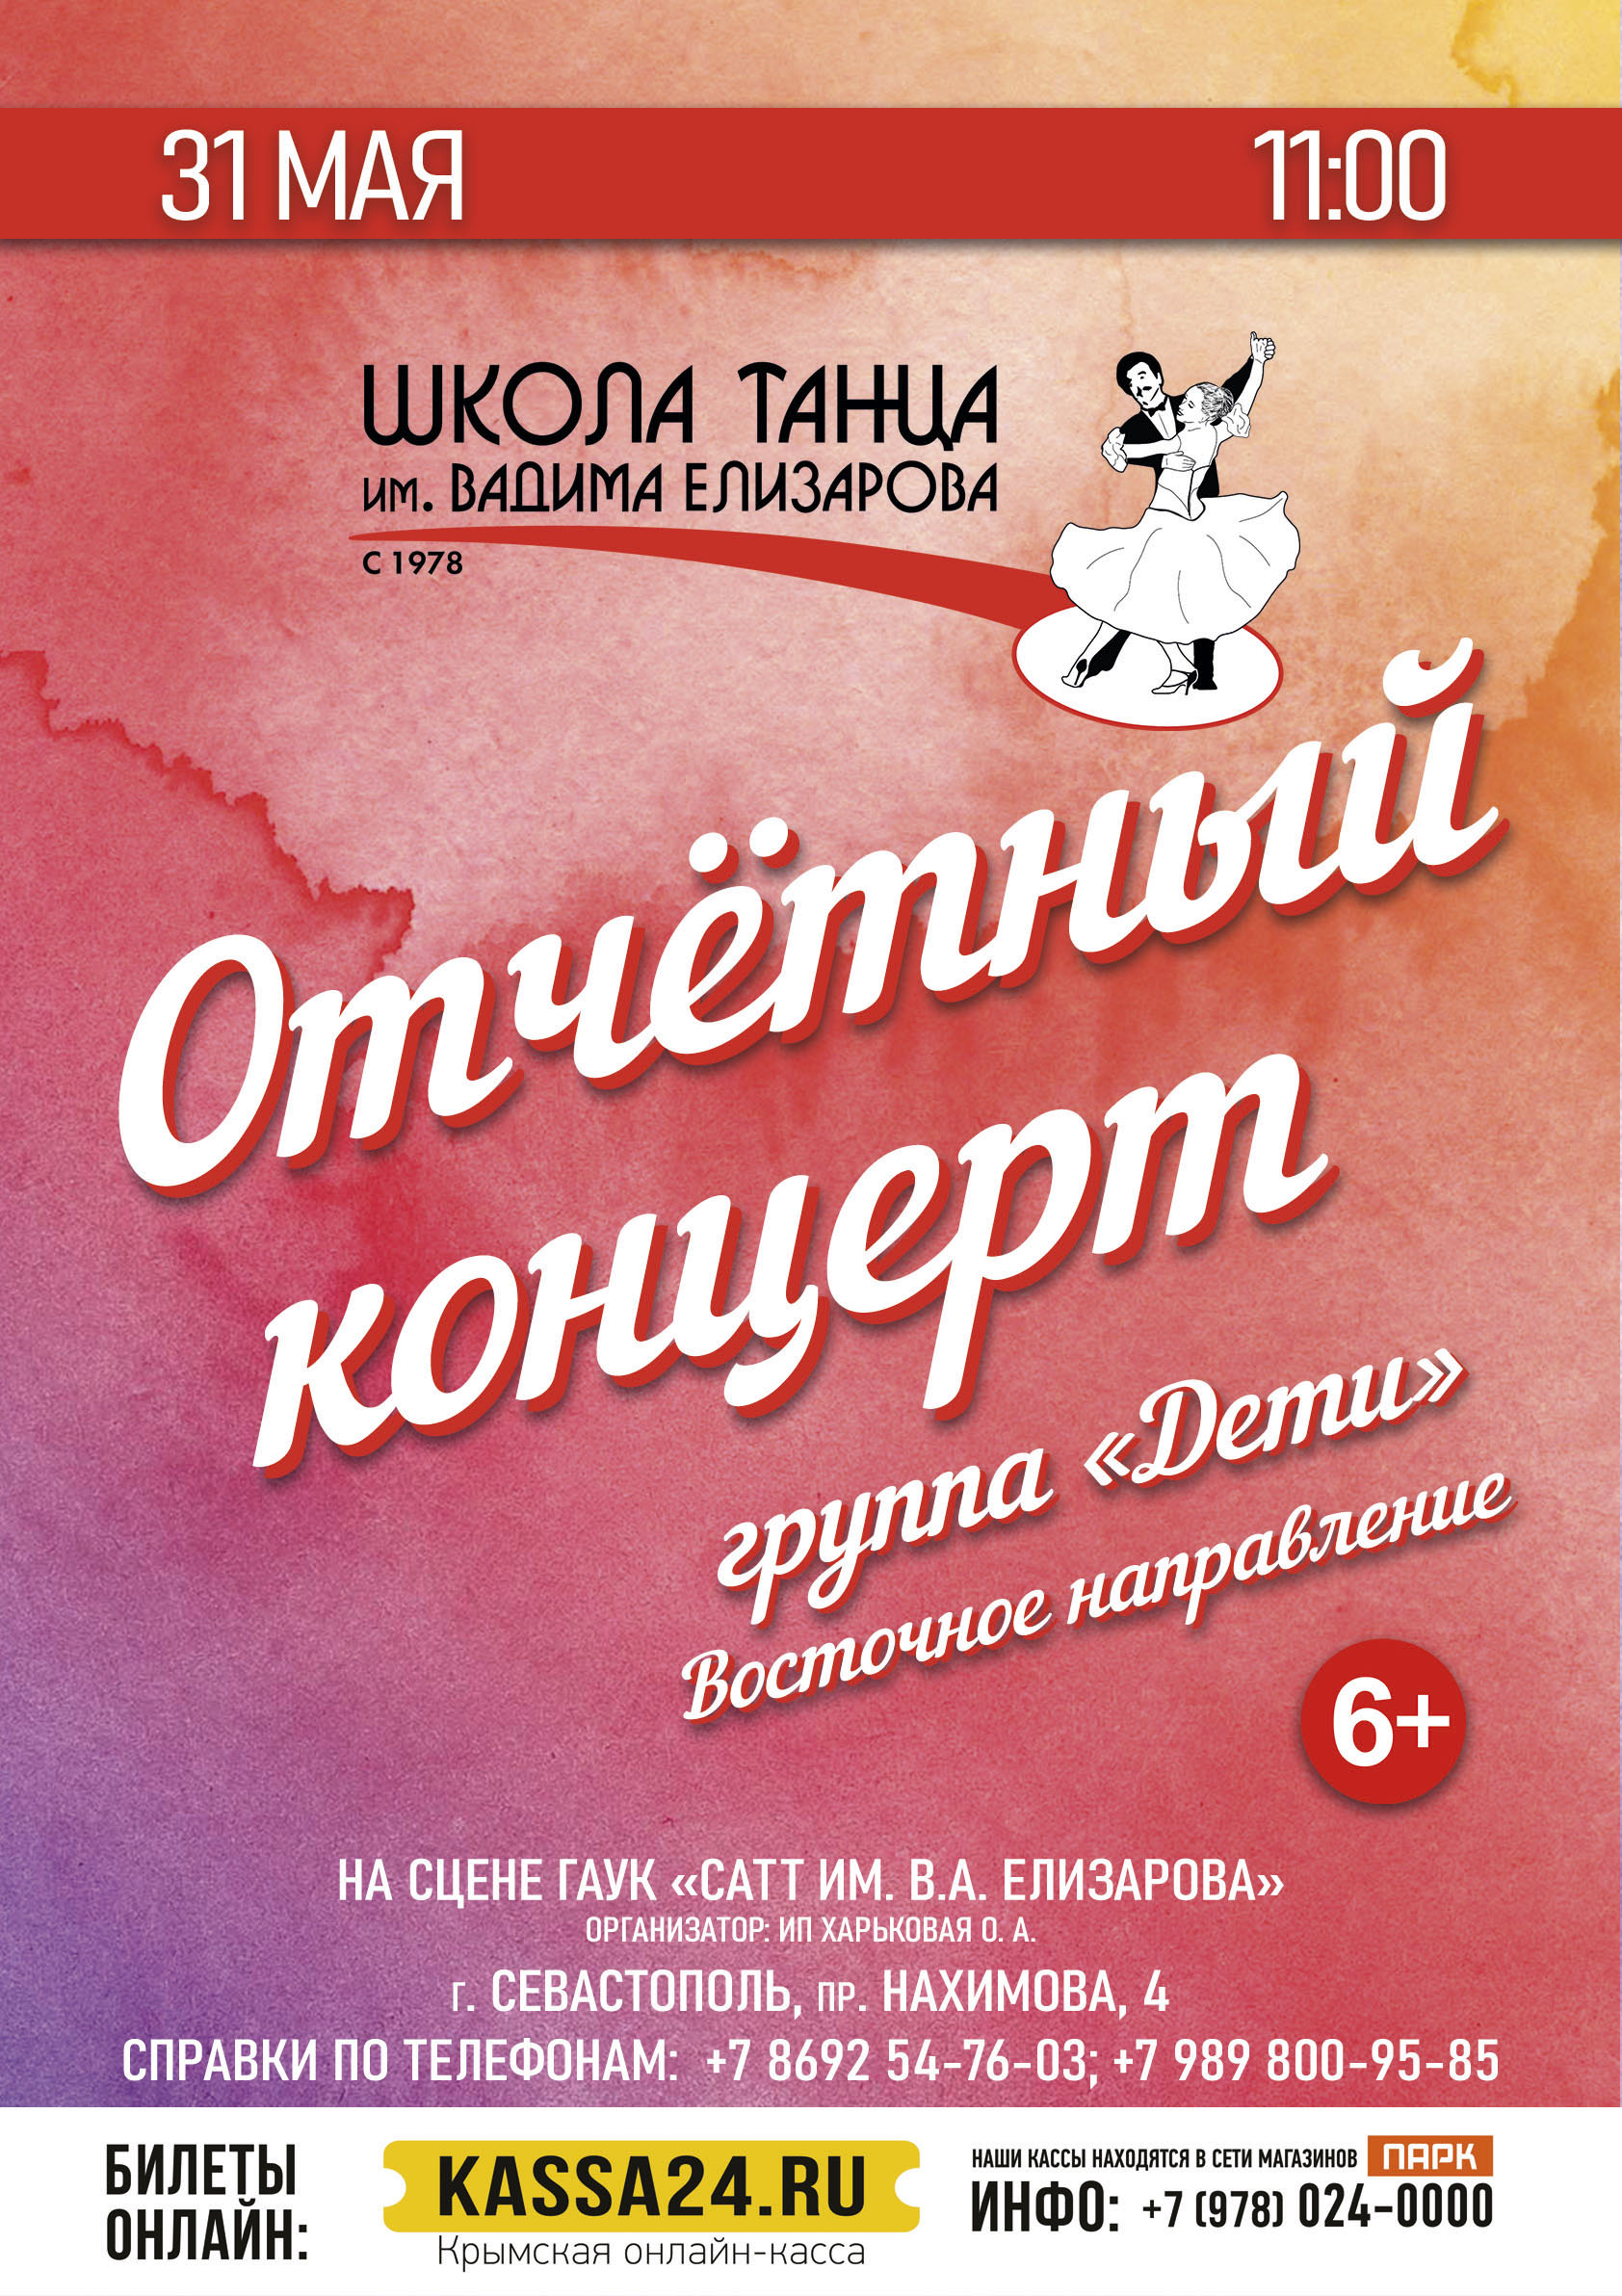 31 МАЯ 11:00
ШКОЛА ТАНЦА
ИМ. ВАДИМА ЕЛИЗАРОВА
С 1978
Отчётный
концерт
группа «Дети»
Восточное направление
6+
НА СЦЕНЕ ГАУК «САТТ ИМ. В.А. ЕЛИЗАРОВА»
ОРГАНИЗАТОР: ИП ХАРЬКОВАЯ О. А.
г. СЕВАСТОПОЛЬ, ПР. НАХИМОВА, 4
СПРАВКИ ПО ТЕЛЕФОНАМ: +7 8692 54-76-03; +7 989 800-95-85
БИЛЕТЫ
ОНЛАЙН:
KASSA24.RU
Крымская онлайн-касса
НАШИ КАССЫ НАХОДЯТСЯ В СЕТИ МАГАЗИНОВ ПАРК
ИНФО: +7 (978) 024-0000